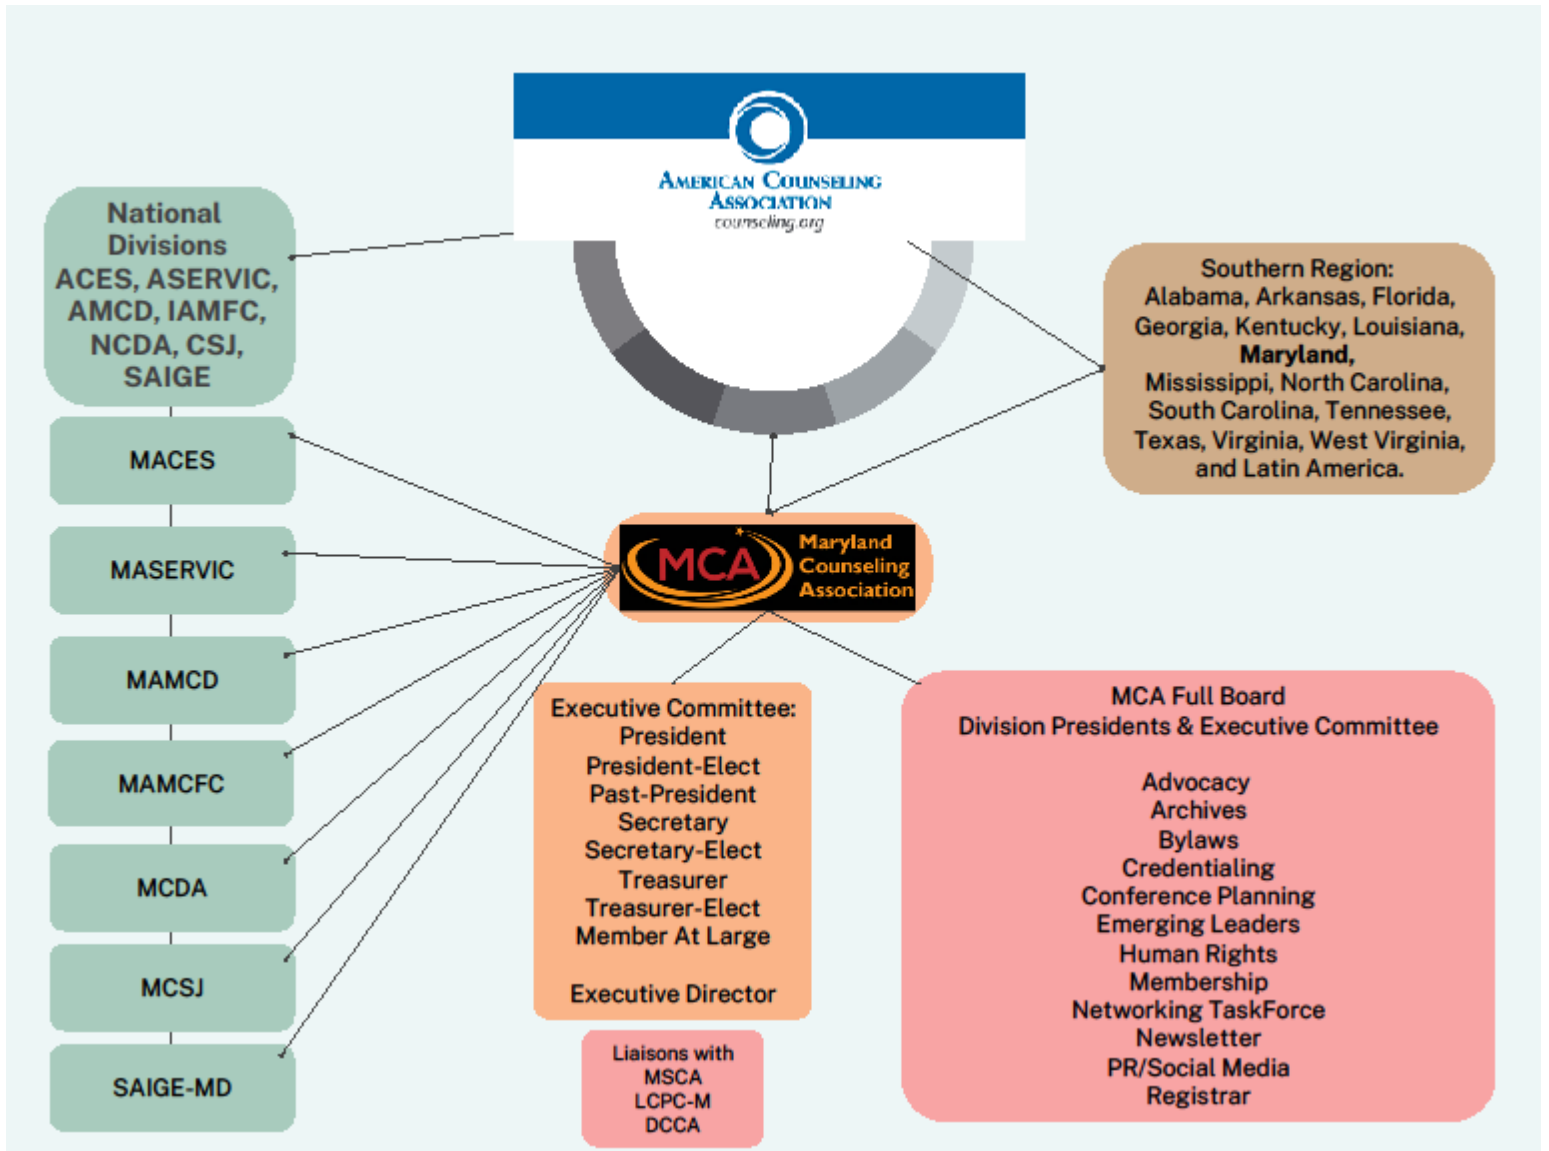 AMERICAN COUNSELING
ASSOCIATION
counseling.org
National
Divisions
ACES, ASERVIC,
AMCD, IAMFC,
NCDA, CSJ,
SAIGE
MACES
MASERVIC
MAMCD
MAMCFC
MCDA
MCSJ
SAIGE-MD
Southern Region:
Alabama, Arkansas, Florida,
Georgia, Kentucky, Louisiana,
Maryland,
Mississippi, North Carolina,
South Carolina, Tennessee,
Texas, Virginia, West Virginia,
and Latin America.
MCA
Maryland
Counseling
Association
Executive Committee:
President
President-Elect
Past-President
Secretary
Secretary-Elect
Treasurer
Treasurer-Elect
Member At Large
Executive Director
Liaisons with
MSCA
LCPC-M
DCCA
MCA Full Board
Division Presidents & Executive Committee
Advocacy
Archives
Bylaws
Credentialing
Conference Planning
Emerging Leaders
Human Rights
Membership
Networking TaskForce
Newsletter
PR/Social Media
Registrar